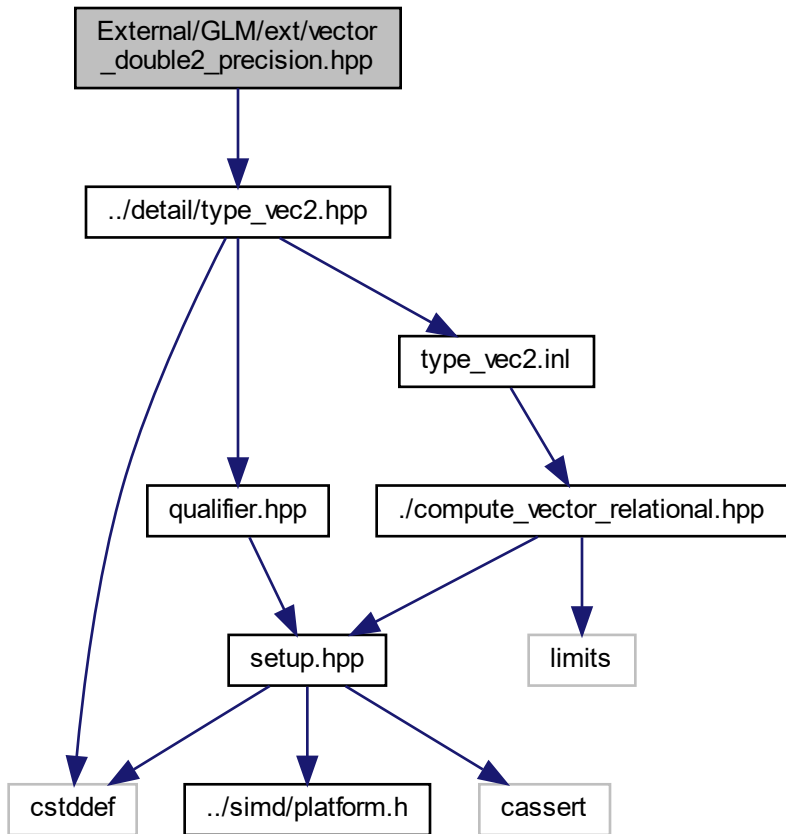 External/GLM/ext/vector
_double2_precision.hpp
../detail/type_vec2.hpp
type_vec2.inl
qualifier.hpp
./compute_vector_relational.hpp
setup.hpp
limits
cstddef
../simd/platform.h
cassert